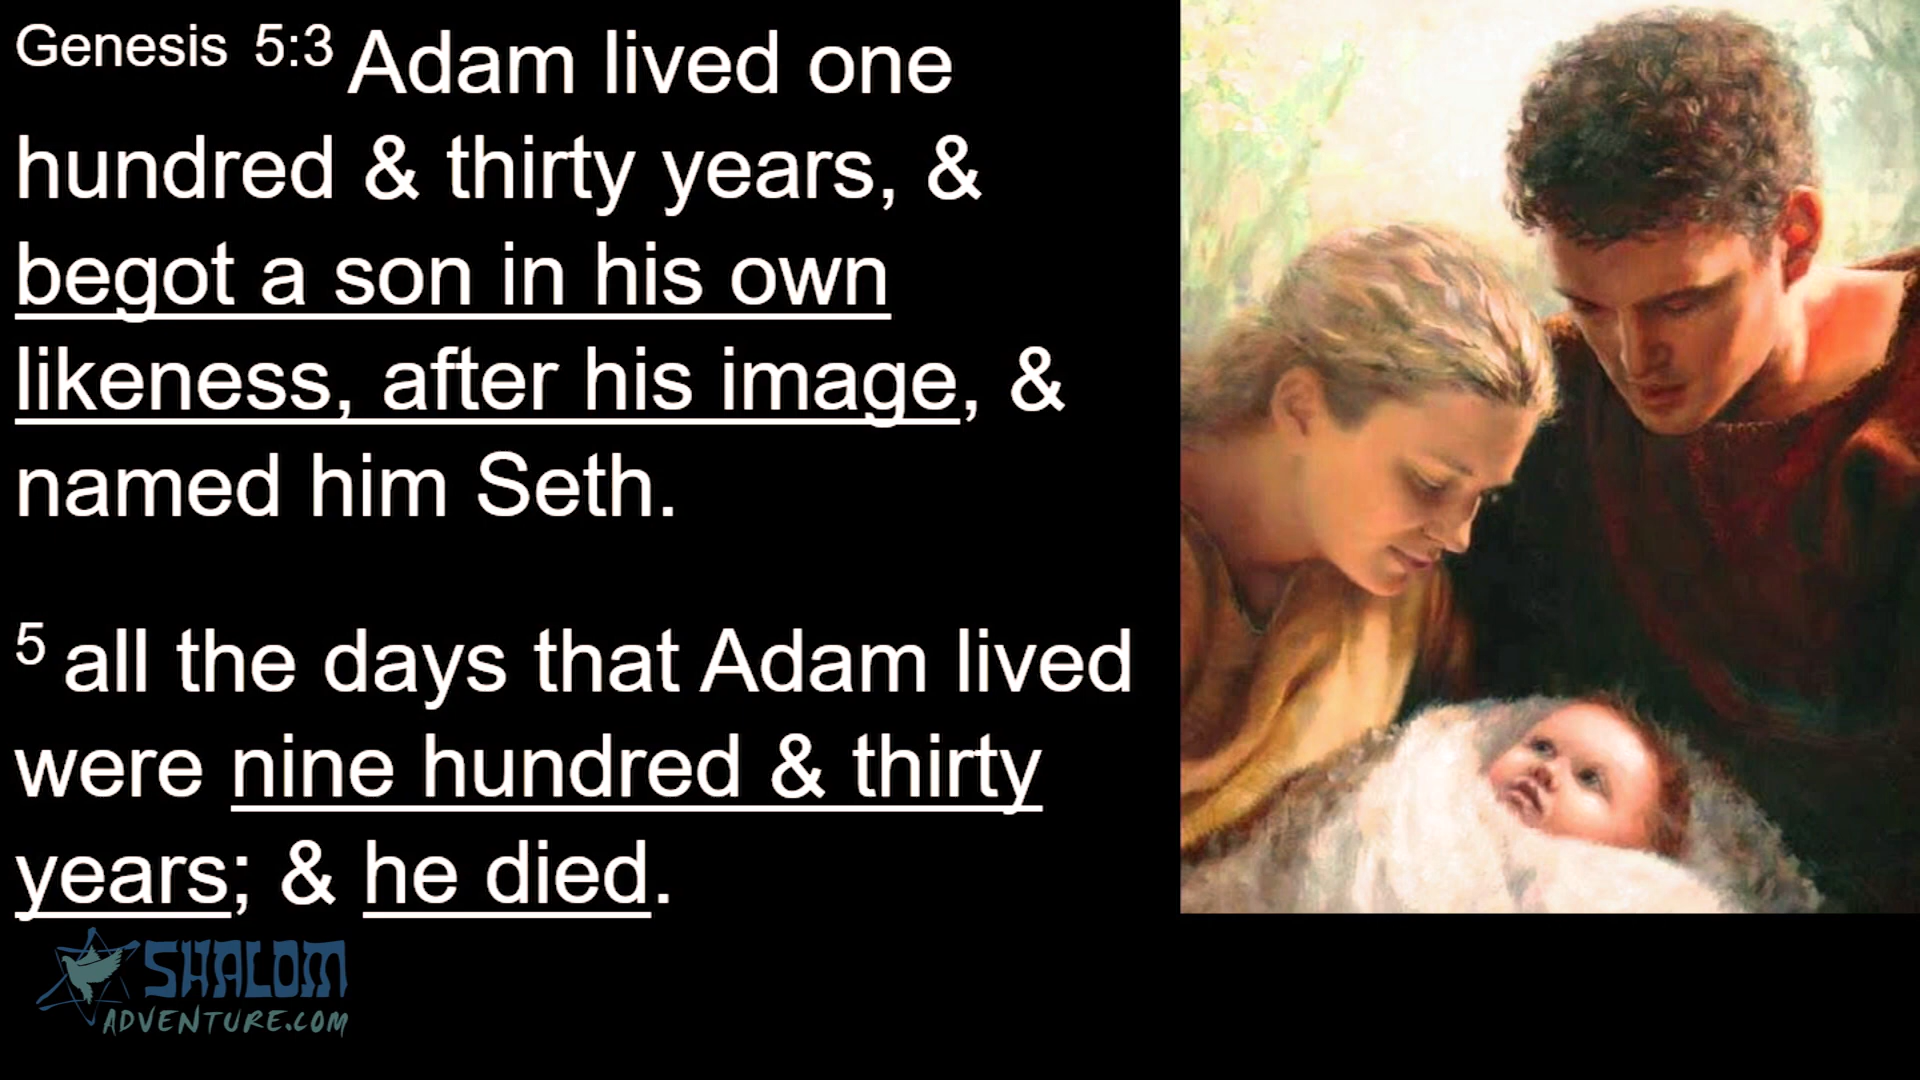 Genesis 5:3 Adam lived one
hundred & thirty years, &
begot a son in his own
likeness, after his image, &
named him Seth.
5 all the days that Adam lived
were nine hundred & thirty
years; & he died.
SHALOM
ADVENTURE.COM